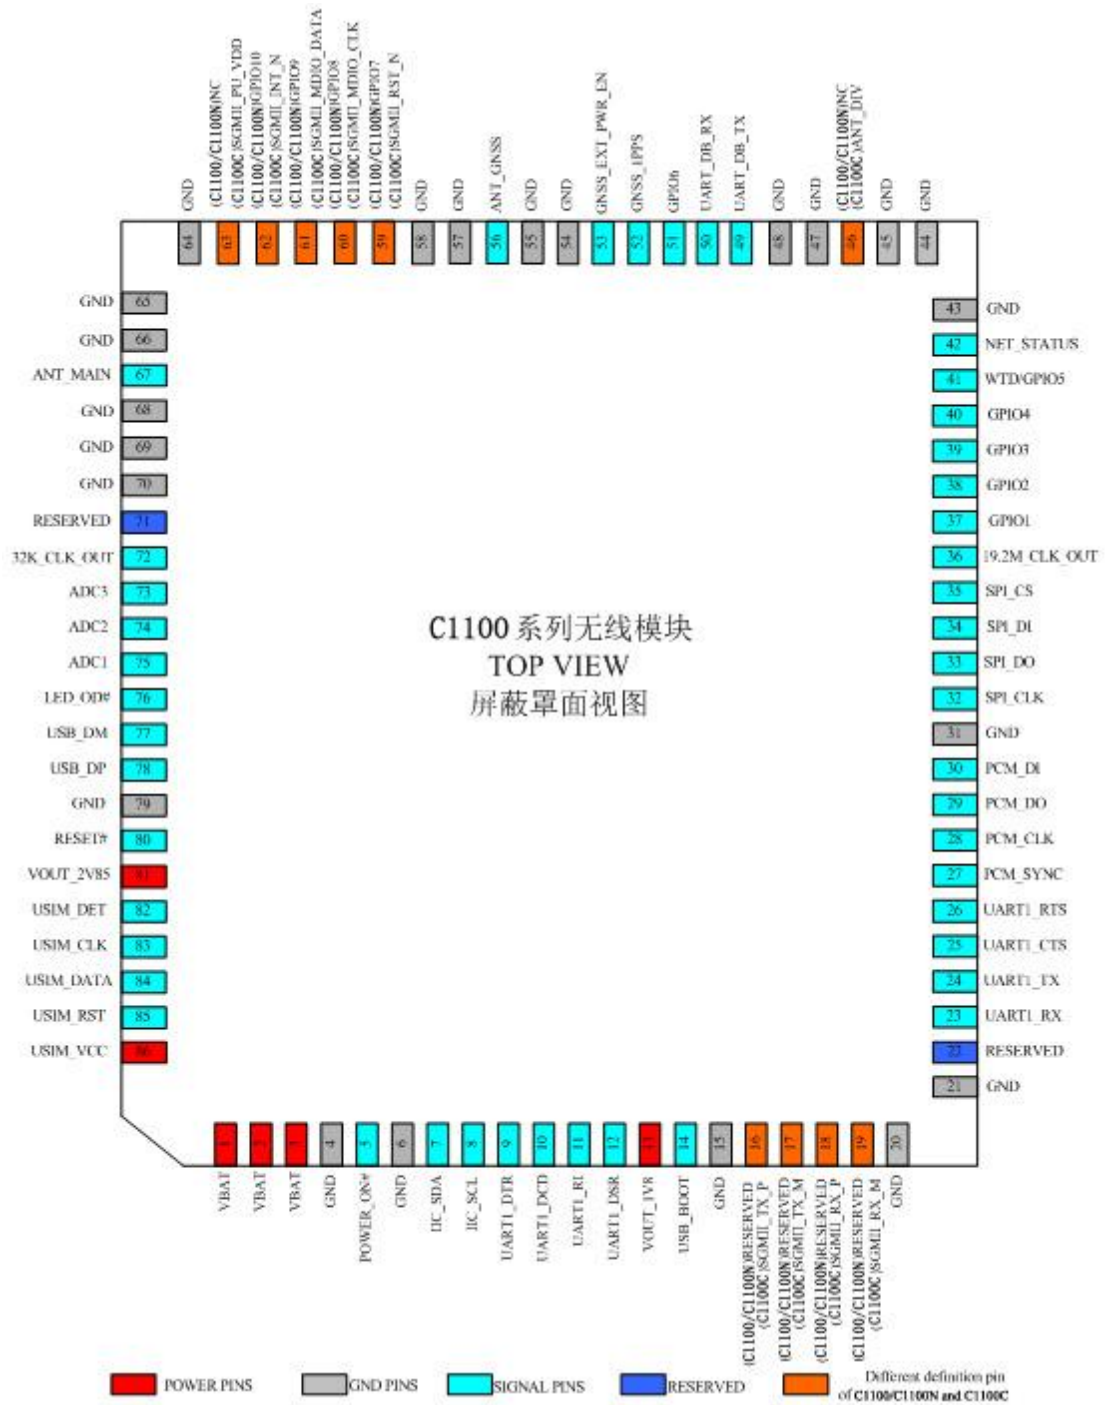 GND
(C1100/C1100N)NC
(C1100C)SGMII_PU_VDD
(C1100/C1100N)GPIO10
(C1100C)SGMII_INT_N
(C1100/C1100N)GPIO9
(C1100C)SGMII_MDIO_DATA
(C1100/C1100N)GPIO8
(C1100C)SGMII_MDIO_CLK
(C1100/C1100N)GPIO7
(C1100C)SGMII_RST_N
GND
GND
ANT_GNSS
GND
GND
GNSS_EXT_PWR_EN
GNSS_1PPS
GPIO6
UART_DB_RX
UART_DB_TX
GND
GND
(C1100/C1100N)NC
(C1100C)ANT_DIV
GND
GND
64
63
62
61
60
59
58
57
56
55
54
53
52
51
50
49
48
47
46
45
44
GND 65
GND 66
ANT_MAIN 67
GND 68
GND 69
GND 70
RESERVED 71
32K_CLK_OUT 72
ADC3 73
ADC2 74
ADC1 75
LED_OD# 76
USB_DM 77
USB_DP 78
GND 79
RESET# 80
VOUT_2V85 81
USIM_DET 82
USIM_CLK 83
USIM_DATA 84
USIM_RST 85
USIM_VCC 86
C1100 系列无线模块
TOP VIEW
屏蔽罩面视图
43 GND
42 NET_STATUS
41 WTD/GPIO5
40 GPIO4
39 GPIO3
38 GPIO2
37 GPIO1
36 19.2M_CLK_OUT
35 SPI_CS
34 SPI_DI
33 SPI_DO
32 SPI_CLK
31 GND
30 PCM_DI
29 PCM_DO
28 PCM_CLK
27 PCM_SYNC
26 UART1_RTS
25 UART1_CTS
24 UART1_TX
23 UART1_RX
22 RESERVED
21 GND
1
2
3
4
5
6
7
8
9
10
11
12
13
14
15
16
17
18
19
20
VBAT
VBAT
VBAT
GND
POWER_ON#
GND
IIC_SDA
IIC_SCL
UART1_DTR
UART1_DCD
UART1_RI
UART1_DSR
VOUT_1V8
USB_BOOT
GND
(C1100/C1100N)RESERVED
(C1100C)SGMII_TX_P
(C1100/C1100N)RESERVED
(C1100C)SGMII_TX_M
(C1100/C1100N)RESERVED
(C1100C)SGMII_RX_P
(C1100/C1100N)RESERVED
(C1100C)SGMII_RX_M
GND
POWER PINS
GND PINS
SIGNAL PINS
RESERVED
Different definition pin
of C1100/C1100N and C1100C